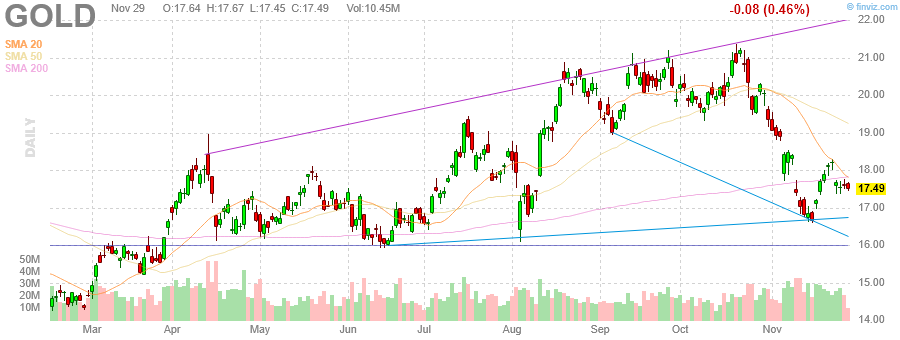 GOLD Nov 29 O:17.64 H:17.67 L:17.45 C:17.49 Vol:10.45M -0.08 (0.46%) © finviz.com
22.00
SMA 20
SMA 50
SMA 200
21.00
20.00
DAILY
19.00
18.00
17.49
17.00
16.00
50M
40M
15.00
30M
20M
10M
14.00
Mar Apr May Jun Jul Aug Sep Oct Nov